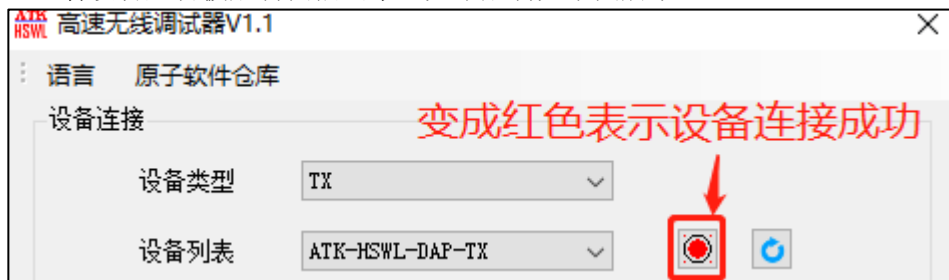 ATK
HSWL 高速无线调试器V1.1
语言 原子软件仓库
设备连接
变成红色表示设备连接成功
设备类型 TX
设备列表 ATK-HSWL-DAP-TX